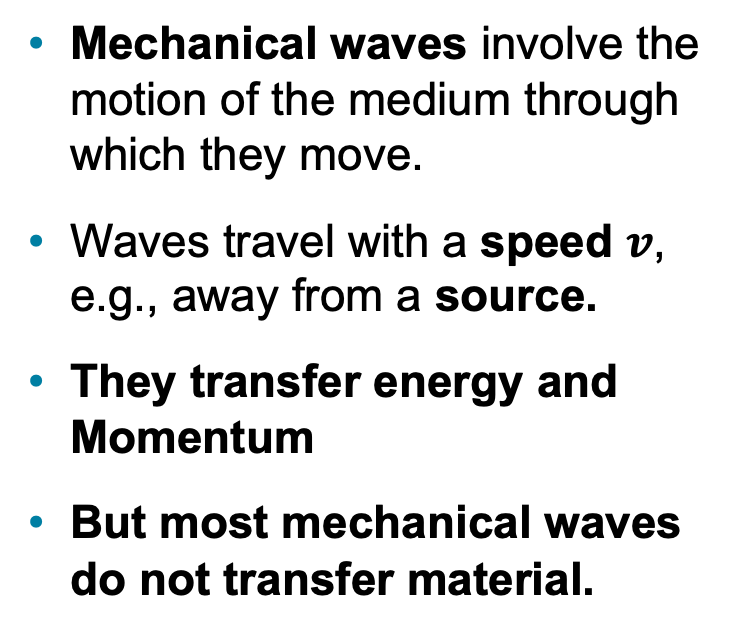 • Mechanical waves involve the
motion of the medium through
which they move.
• Waves travel with a speed v,
e.g., away from a source.
• They transfer energy and
Momentum
• But most mechanical waves
do not transfer material.